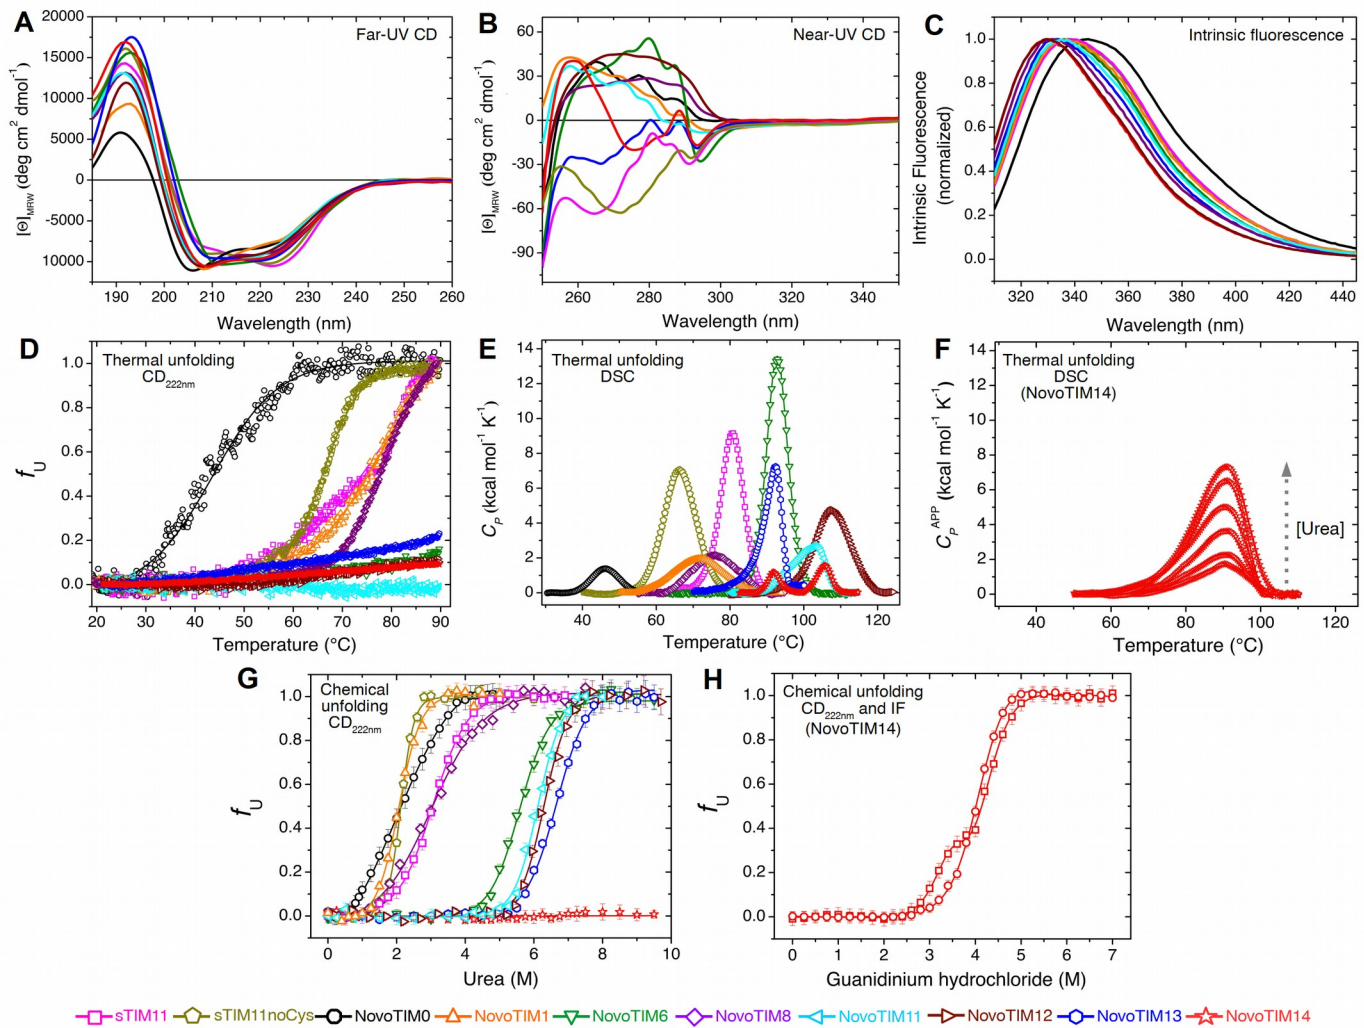 A
Far-UV CD
20000
15000
10000
5000
0
-5000
10000
[Θ]MRW (deg cm2 dmol-1)
190 200 210 220 230 240 250 260
Wavelength (nm)
B
Near-UV CD
60
30
0
-30
-60
-90
[Θ]MRW (deg cm2 dmol-1)
260 280 300 320 340
Wavelength (nm)
C
Intrinsic fluorescence
1.0
0.8
0.6
0.4
0.2
0.0
Intrinsic Fluorescence
(normalized)
320 340 360 380 400 420 440
Wavelength (nm)
D
Thermal unfolding
CD222nm
1.0
0.8
0.6
0.4
0.2
0.0
fU
20 30 40 50 60 70 80 90
Temperature (°C)
E
Thermal unfolding
DSC
14
12
10
8
6
4
2
0
CP (kcal mol-1 K-1)
40 60 80 100 120
Temperature (°C)
F
Thermal unfolding
DSC
(NovoTIM14)
14
12
10
8
6
4
2
0
CPAPP (kcal mol-1 K-1)
[Urea]
40 60 80 100 120
Temperature (°C)
G
Chemical
unfolding
CD222nm
1.0
0.8
0.6
0.4
0.2
0.0
fU
0 2 4 6 8 10
Urea (M)
H
Chemical unfolding
CD222nm and IF
(NovoTIM14)
1.0
0.8
0.6
0.4
0.2
0.0
fU
0 1 2 3 4 5 6 7
Guanidinium hydrochloride (M)
sTIM11 sTIM11noCys NovoTIM0 NovoTIM1 NovoTIM6 NovoTIM8 NovoTIM11 NovoTIM12 NovoTIM13 NovoTIM14